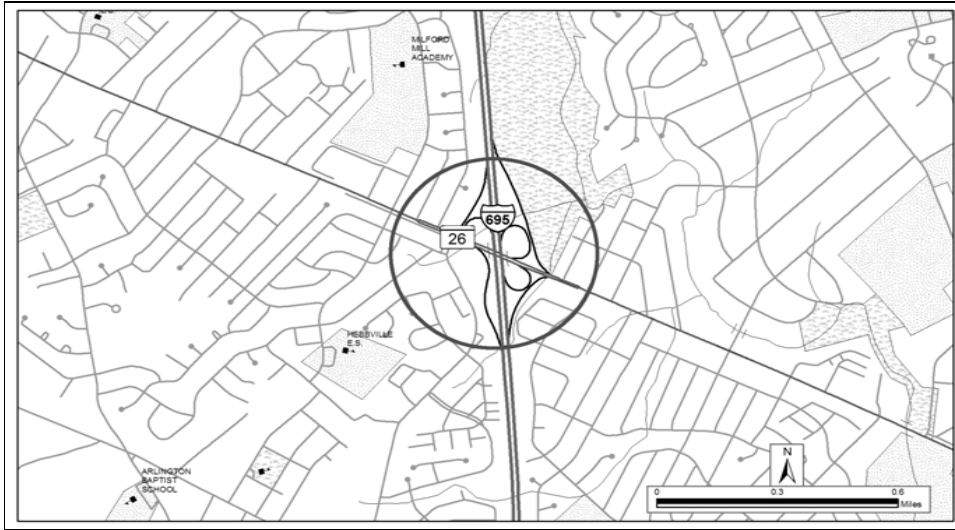 MILFORD
MILL
ACADEMY
695
26
HEBBVILLE
E.S.
ARLINGTON
BAPTIST
SCHOOL
N
0 0.3 0.6
Miles